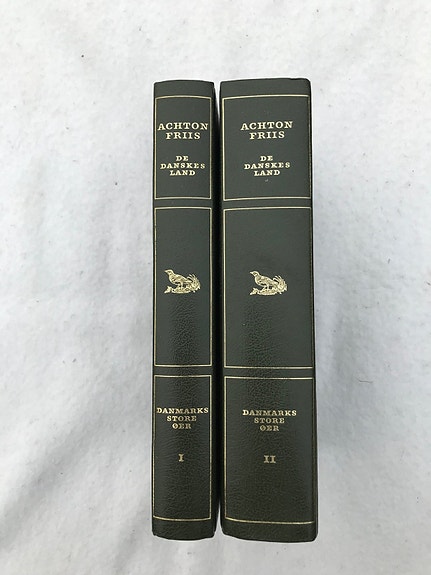 ACHTON
FRIIS
DE
DANSKES
LAND
DANMARKS
STORE
ØER
I
ACHTON
FRIIS
DE
DANSKES
LAND
DANMARKS
STORE
ØER
II